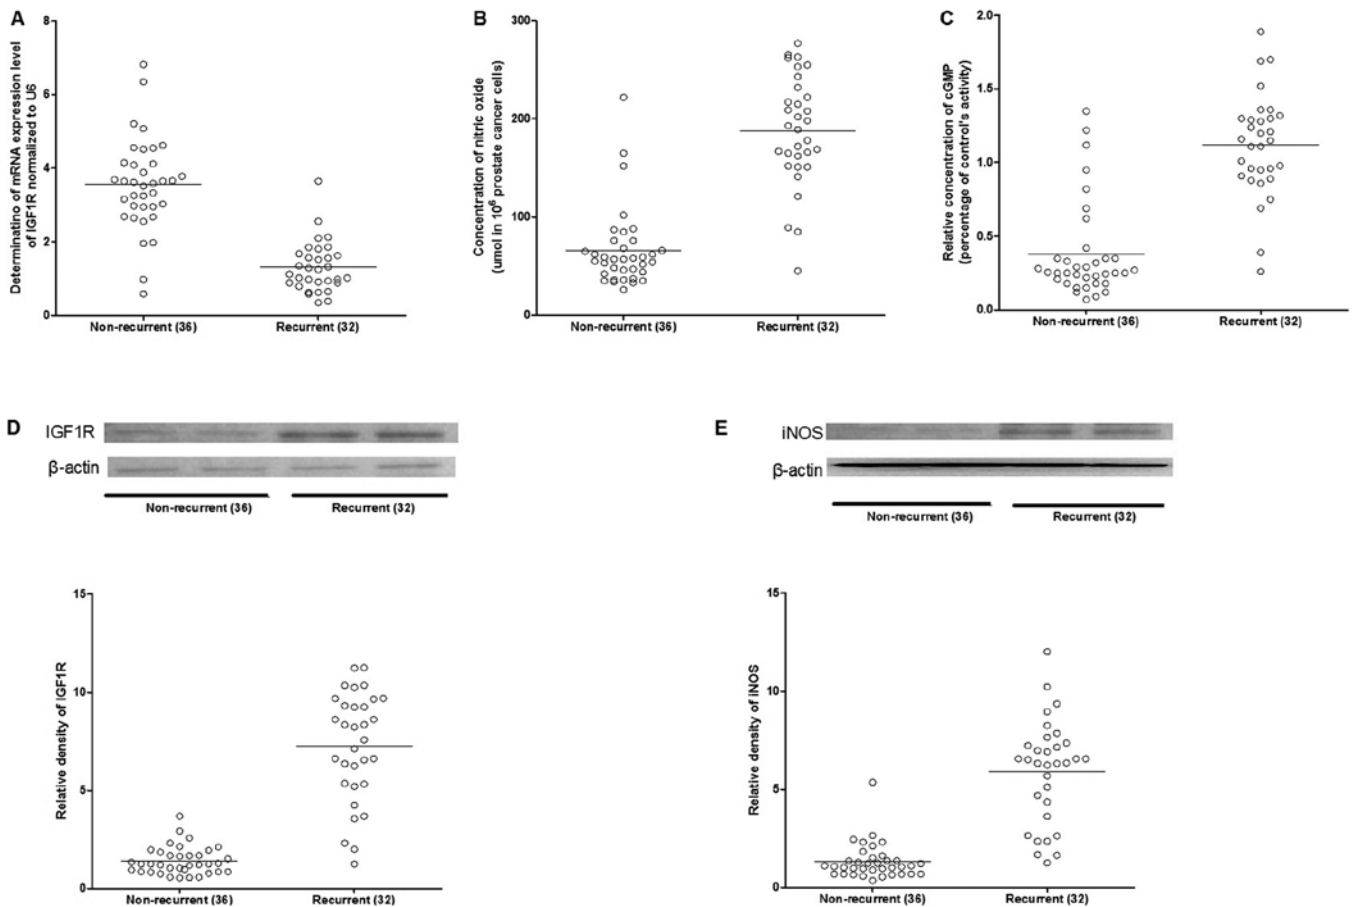 A
Determinatino of mRNA expression level
of IGF1R normalized to U6
8
6
4
2
0
Non-recurrent (36)
Recurrent (32)
B
Concentration of nitric oxide
(umol in 10⁶ prostate cancer cells)
300
200
100
0
Non-recurrent (36)
Recurrent (32)
C
Relative concentration of cGMP
(percentage of control's activity)
2.0
1.5
1.0
0.5
0.0
Non-recurrent (36)
Recurrent (32)
D
IGF1R
β-actin
Non-recurrent (36)
Recurrent (32)
Relative density of IGF1R
15
10
5
0
Non-recurrent (36)
Recurrent (32)
E
iNOS
β-actin
Non-recurrent (36)
Recurrent (32)
Relative density of iNOS
15
10
5
0
Non-recurrent (36)
Recurrent (32)